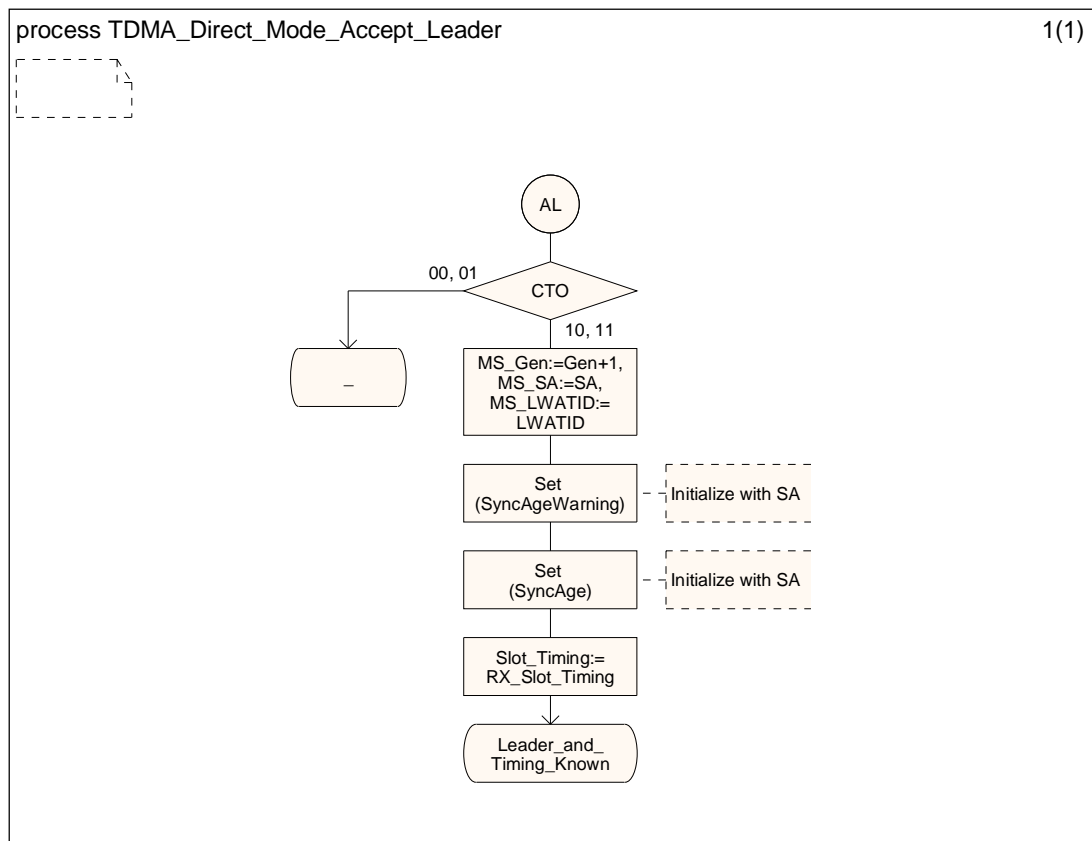 process TDMA_Direct_Mode_Accept_Leader
1(1)
AL
00, 01
CTO
10, 11
_
MS_Gen:=Gen+1,
MS_SA:=SA,
MS_LWATID:=
LWATID
Set
(SyncAgeWarning)
Initialize with SA
Set
(SyncAge)
Initialize with SA
Slot_Timing:=
RX_Slot_Timing
Leader_and_
Timing_Known